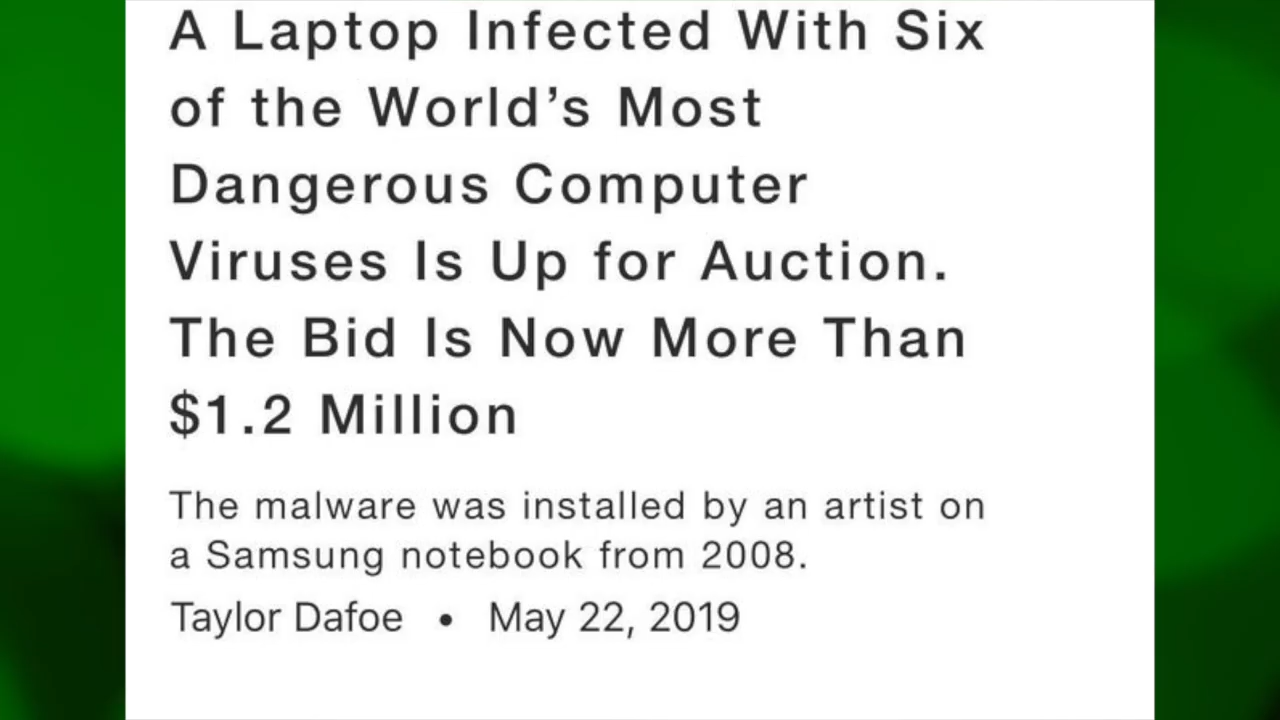 A Laptop Infected With Six
of the World’s Most
Dangerous Computer
Viruses Is Up for Auction.
The Bid Is Now More Than
$1.2 Million
The malware was installed by an artist on
a Samsung notebook from 2008.
Taylor Dafoe • May 22, 2019